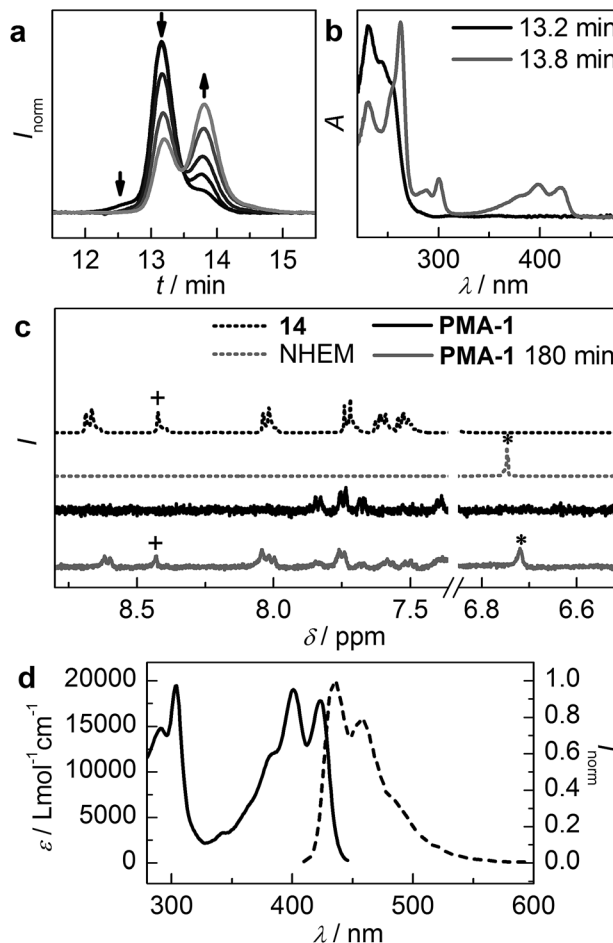 a
I norm
12 13 14 15
t / min
b
13.2 min
13.8 min
A
300 400
λ / nm
c
14 PMA-1
NHEM PMA-1 180 min
+
*
I
+ *
8.5 8.0 7.5 6.8 6.6
δ / ppm
d
20000 1.0
15000 0.8
0.6
10000
0.4
5000 0.2
0 0.0
ε / Lmol⁻¹cm⁻¹
I norm
300 400 500 600
λ / nm